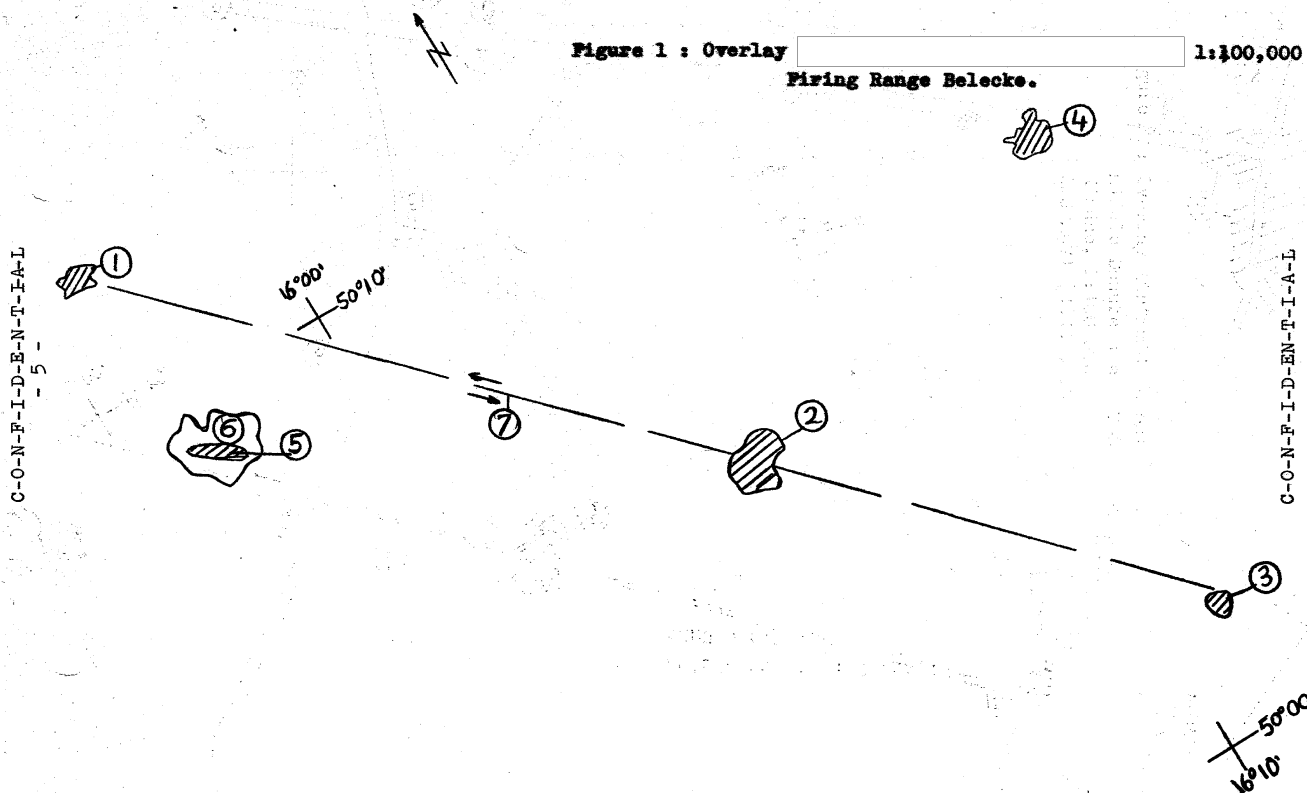 Figure 1 : Overlay 1:100,000
Firing Range Belecke.
4
1
16°00'
50°10'
C-O-N-F-I-D-E-N-T-I-A-L
- 5 -
C-O-N-F-I-D-EN-T-I-A-L
7
2
6
5
3
50°00
16°10'
N